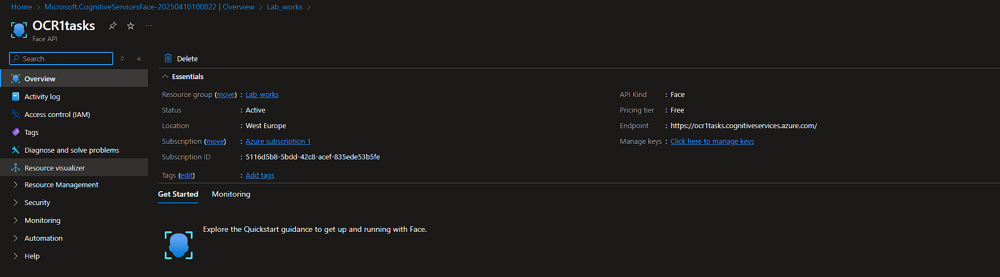 Home > Microsoft.CognitiveServicesFace-20250410100822 | Overview > Lab_works >
OCR1tasks
Face API
Search
Overview
Activity log
Access control (IAM)
Tags
Diagnose and solve problems
Resource visualizer
Resource Management
Security
Monitoring
Automation
Help
Delete
Essentials
Resource group (move) : Lab_works
Status : Active
Location : West Europe
Subscription (move) : Azure subscription 1
Subscription ID : 5116d5b8-5bdd-42c8-acef-835ede53b5fe
Tags (edit) : Add tags
API Kind : Face
Pricing tier : Free
Endpoint : https://ocr1tasks.cognitiveservices.azure.com/
Manage keys : Click here to manage keys
Get Started Monitoring
Explore the Quickstart guidance to get up and running with Face.